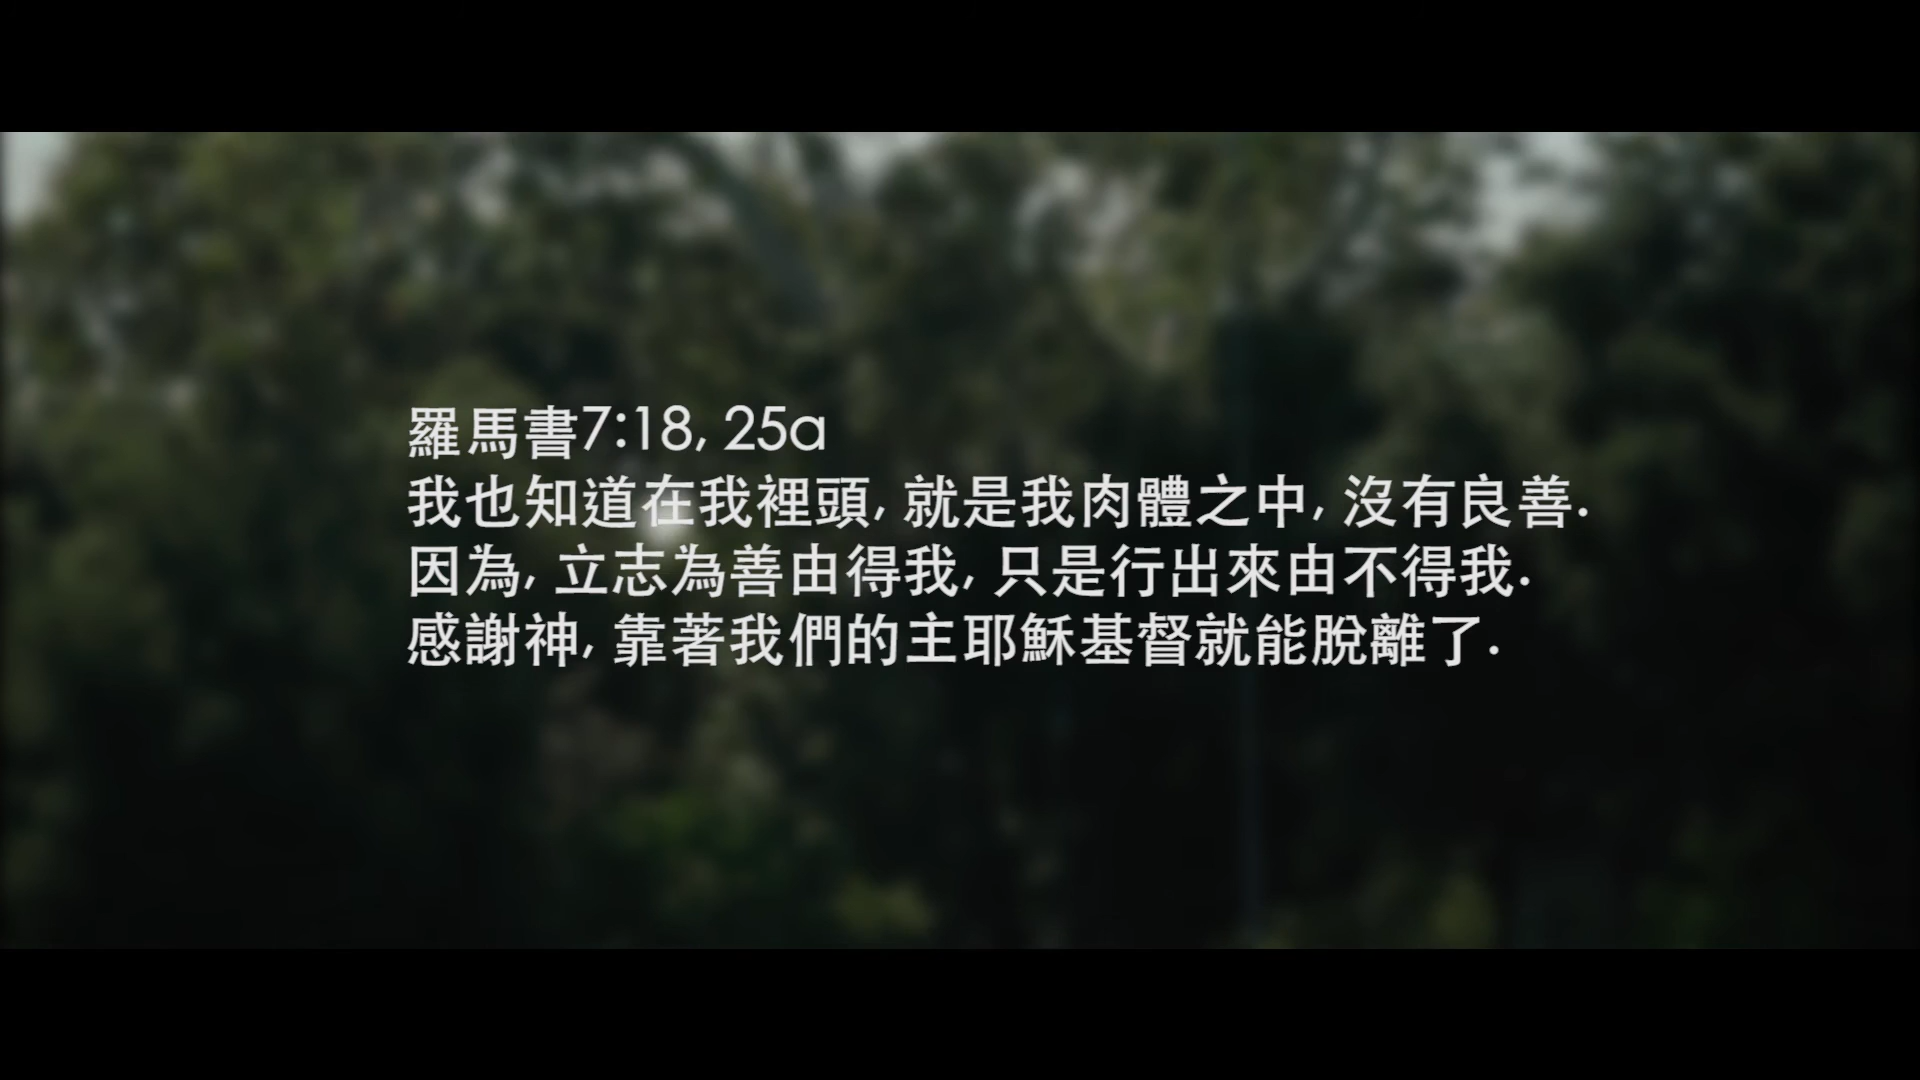 羅馬書7:18, 25a
我也知道在我裡頭, 就是我肉體之中, 沒有良善.
因為, 立志為善由得我, 只是行出來由不得我.
感謝神, 靠著我們的主耶穌基督就能脫離了.